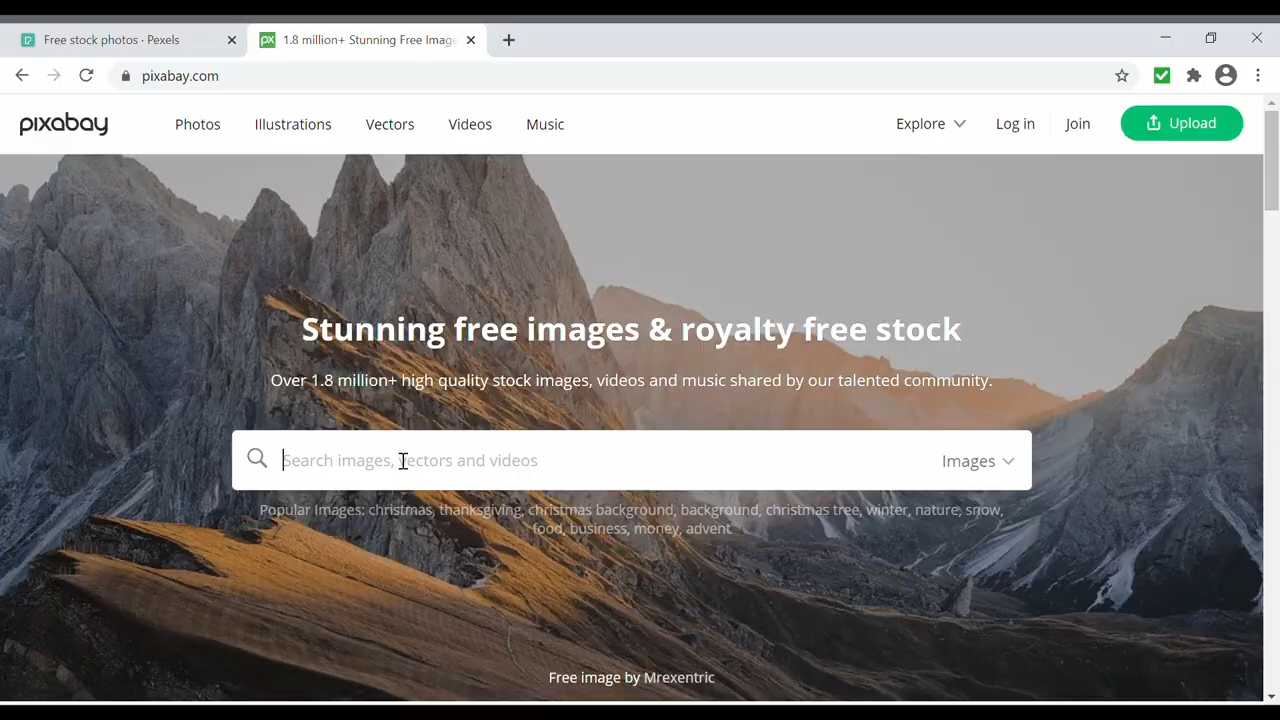 Free stock photos · Pexels
px 1.8 million+ Stunning Free Image
pixabay.com
pixabay Photos Illustrations Vectors Videos Music Explore Log in Join Upload
Stunning free images & royalty free stock
Over 1.8 million+ high quality stock images, videos and music shared by our talented community.
Search images, vectors and videos Images
Popular Images: christmas, thanksgiving, christmas background, background, christmas tree, winter, nature, snow,
food, business, money, advent
Free image by Mrexentric